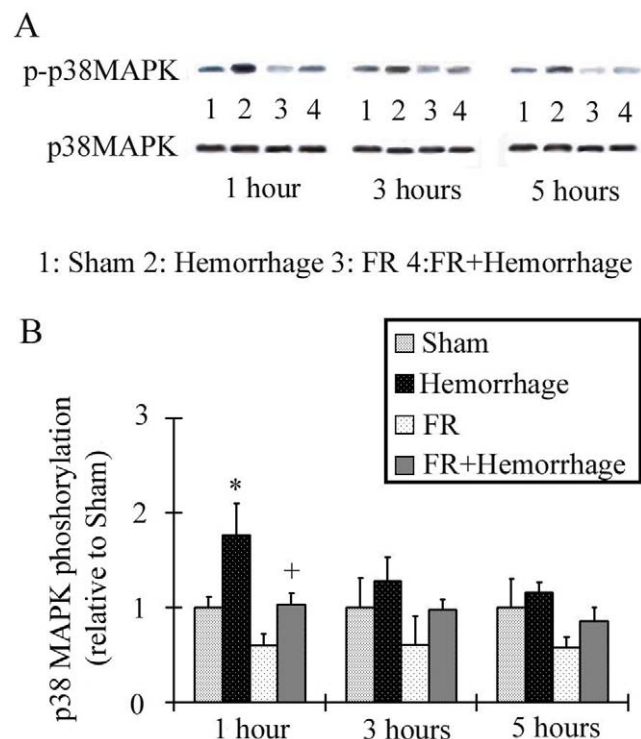 A
p-p38MAPK
1 2 3 4 1 2 3 4 1 2 3 4
p38MAPK
1 hour 3 hours 5 hours
1: Sham 2: Hemorrhage 3: FR 4:FR+Hemorrhage
B
Sham
Hemorrhage
FR
FR+Hemorrhage
p38 MAPK phoshorylation
(relative to Sham)
3
2
1
0
*
+
1 hour 3 hours 5 hours